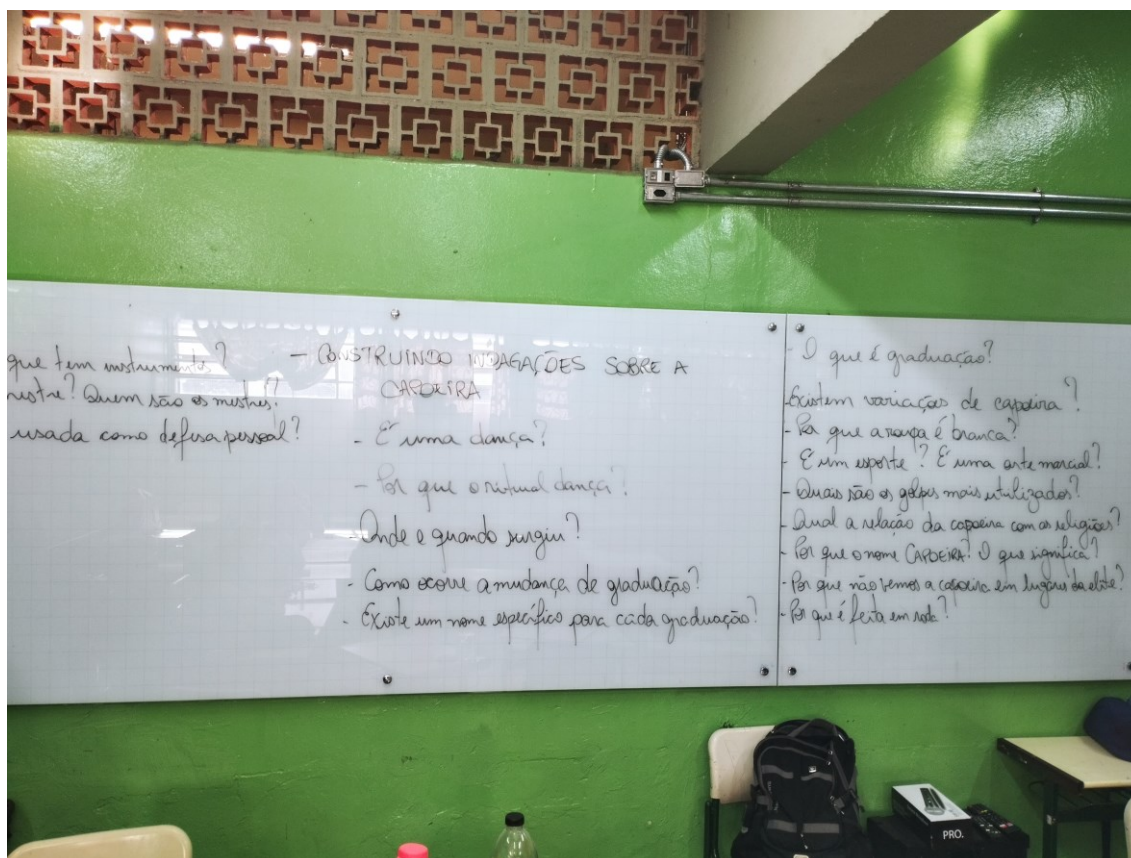 que tem instrumentos?
mestre? Quem são os mestres?
usada como defesa pessoal?
- CONSTRUINDO INDAGAÇÕES SOBRE A
CAPOEIRA
- É uma dança?
- Por que o ritual dança?
- Onde e quando surgiu?
- Como ocorre a mudança de graduação?
- Existe um nome específico para cada graduação?
- O que é graduação?
- Existem variações de capoeira?
- Por que a roupa é branca?
- É um esporte? É uma arte marcial?
- Quais são os golpes mais utilizados?
- Qual a relação da capoeira com as religiões?
- Por que o nome CAPOEIRA? O que significa?
- Por que não vemos a capoeira em lugares da elite?
- Por que é feita em roda?
PRO.